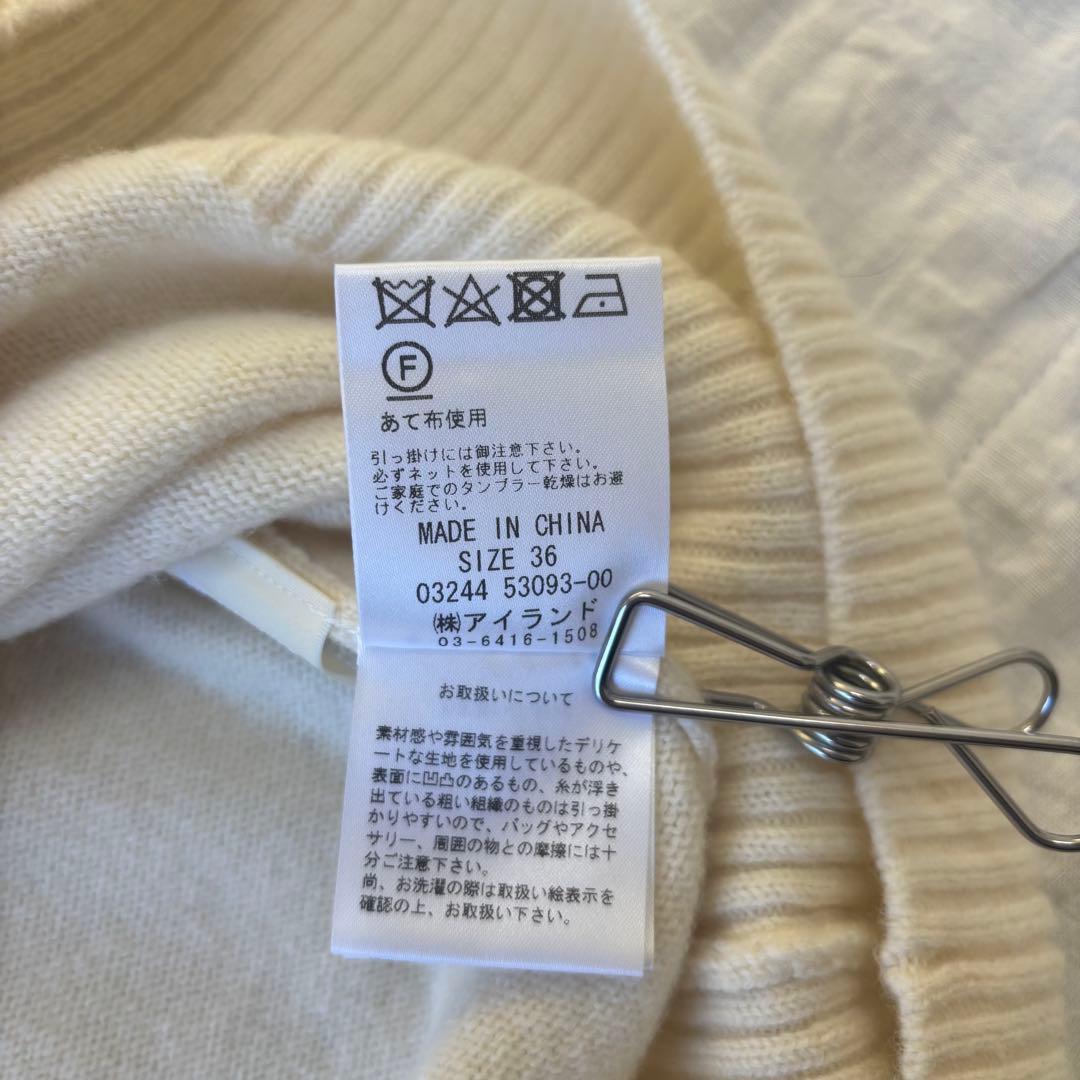 F
あて布使用
引っ掛けには御注意下さい。
必ずネットを使用して下さい。
ご家庭でのタンブラー乾燥はお避
けください。
MADE IN CHINA
SIZE 36
03244 53093-00
㈱アイランド
03-6416-1508
お取扱いについて
素材感や雰囲気を重視したデリケ
ートな生地を使用しているものや、
表面に凹凸のあるもの、糸が浮き
出ている粗い組織のものは引っ掛
かりやすいので、バッグやアクセ
サリー、周囲の物との摩擦には十
分ご注意下さい。
尚、お洗濯の際は取扱い絵表示を
確認の上、お取扱い下さい。